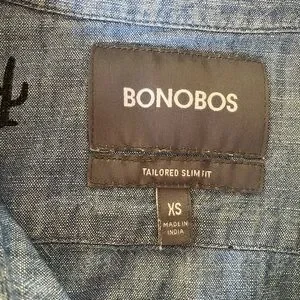 BONOBOS
TAILORED SLIM FIT
XS
MADE IN
INDIA